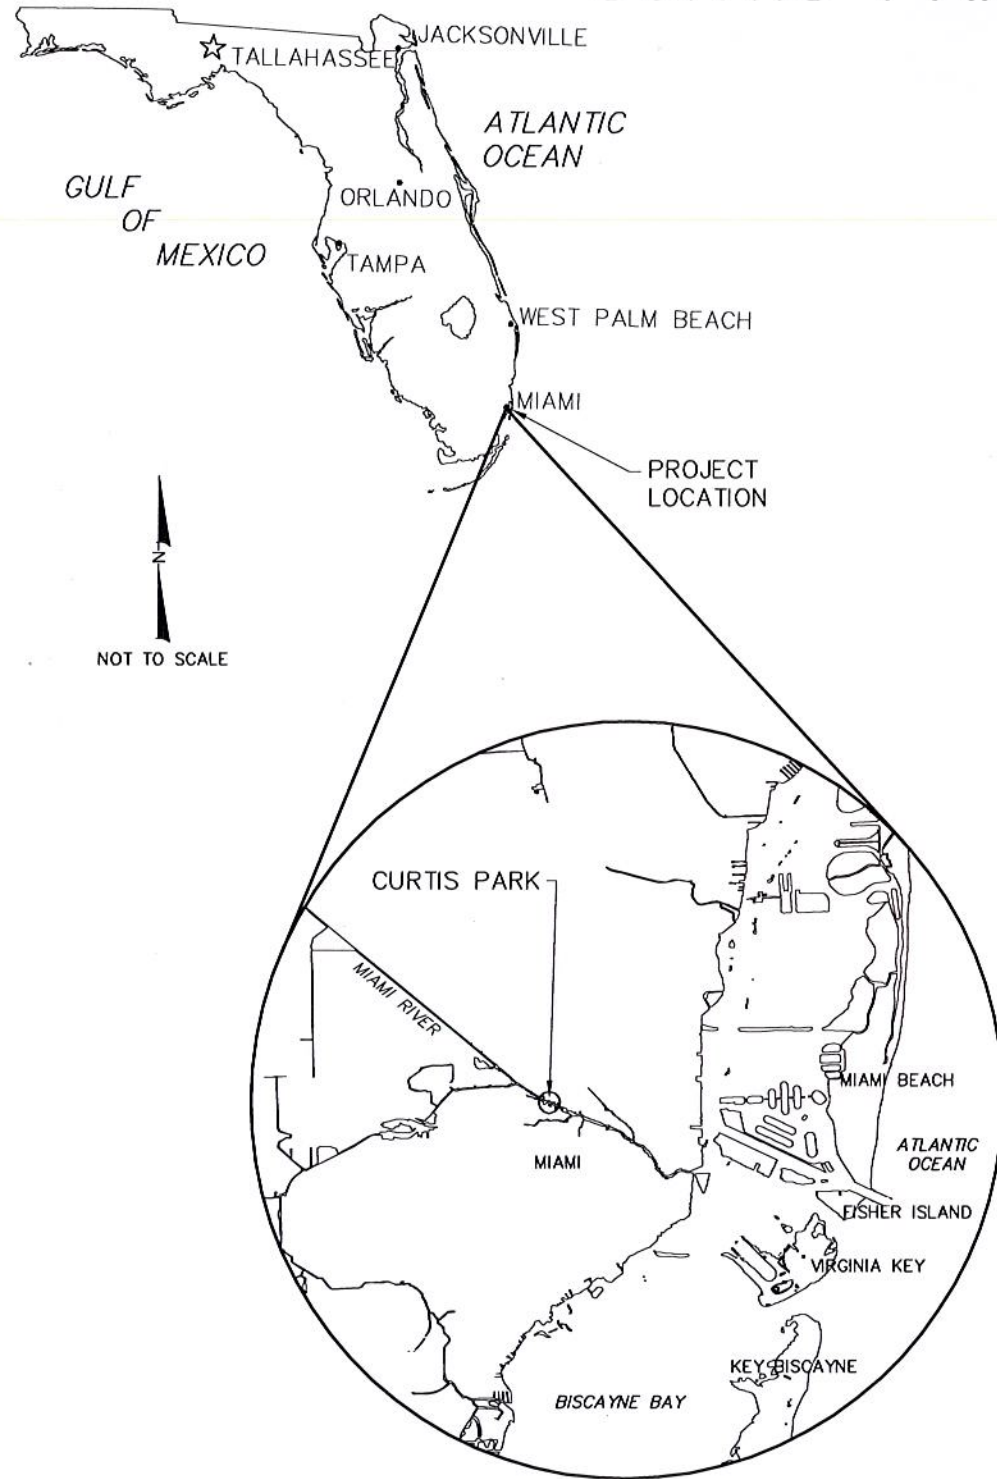 JACKSONVILLE
TALLAHASSEE
ATLANTIC
OCEAN
GULF
OF
MEXICO
ORLANDO
TAMPA
WEST PALM BEACH
MIAMI
PROJECT
LOCATION
N
NOT TO SCALE
CURTIS PARK
MIAMI RIVER
MIAMI BEACH
MIAMI
ATLANTIC
OCEAN
FISHER ISLAND
VIRGINIA KEY
KEY BISCAYNE
BISCAYNE BAY